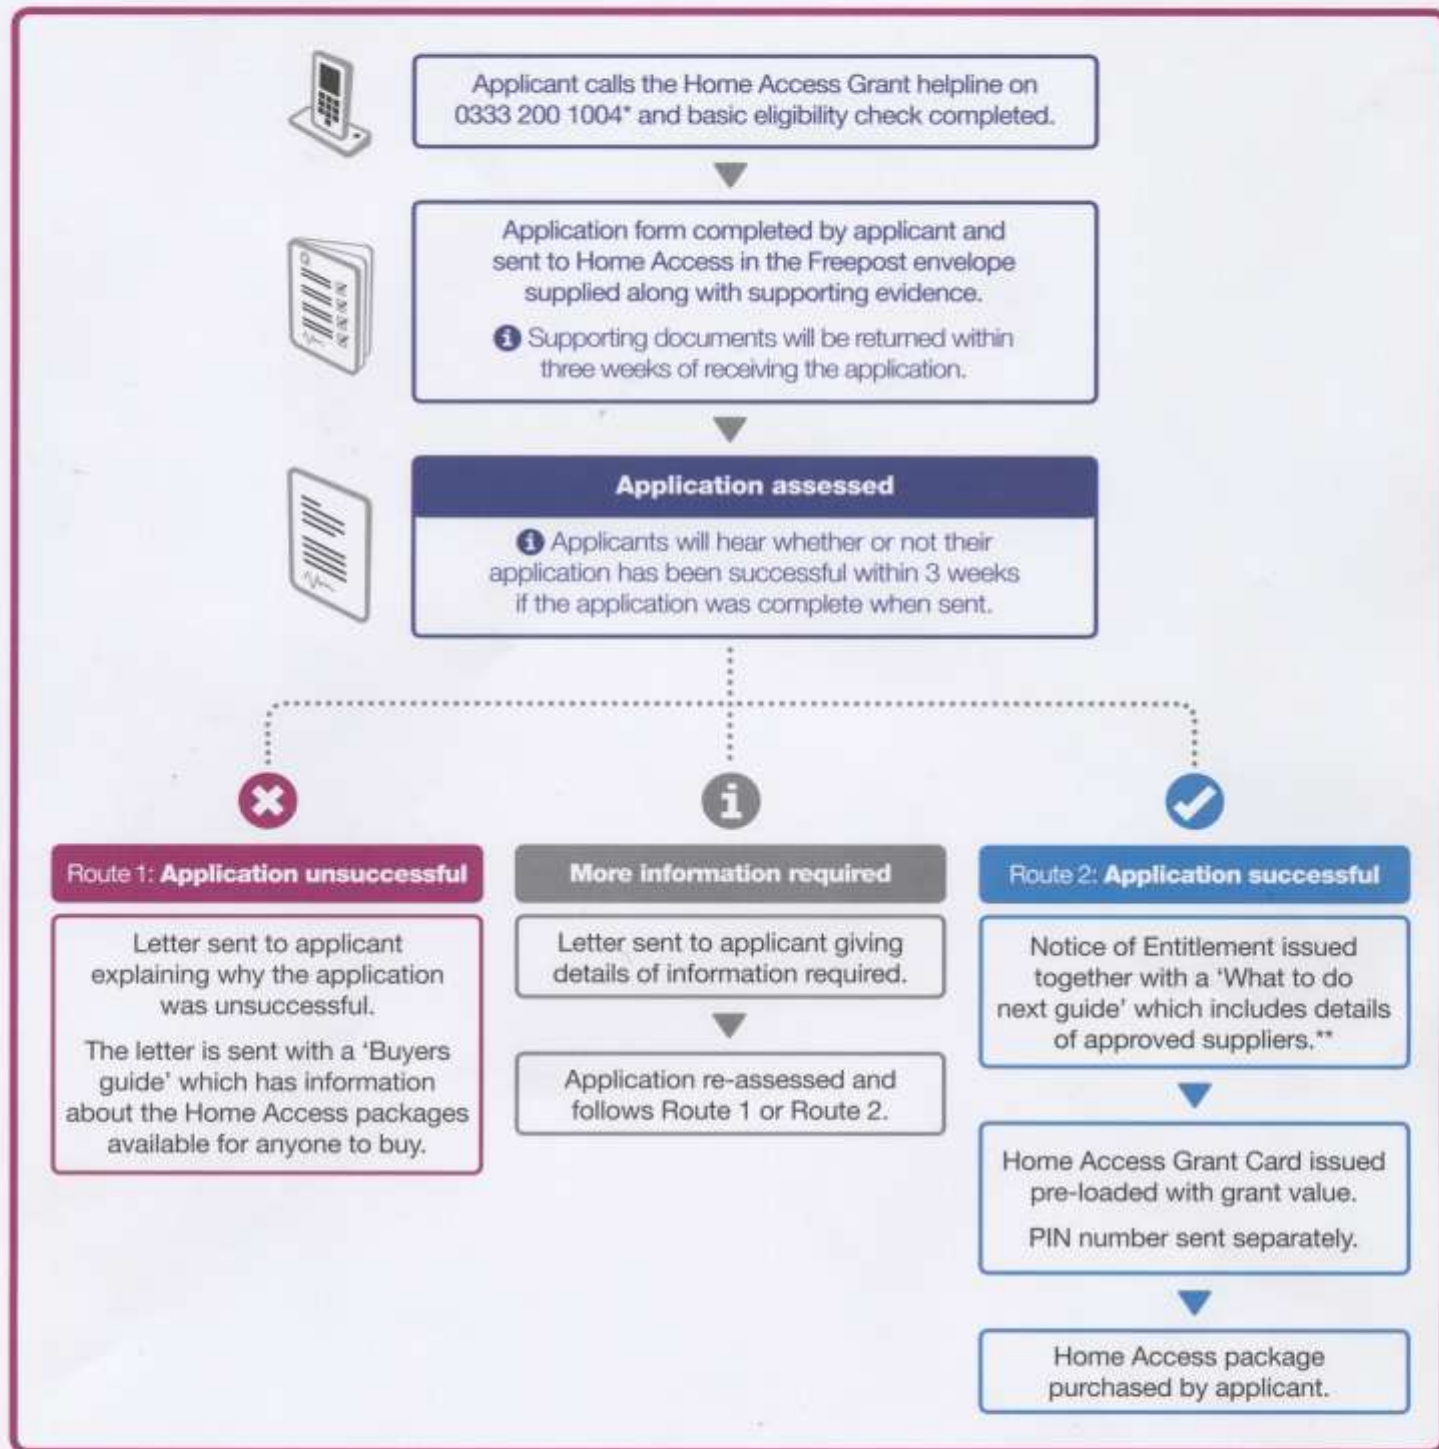 Applicant calls the Home Access Grant helpline on
0333 200 1004* and basic eligibility check completed.
Application form completed by applicant and
sent to Home Access in the Freepost envelope
supplied along with supporting evidence.
Supporting documents will be returned within
three weeks of receiving the application.
Application assessed
Applicants will hear whether or not their
application has been successful within 3 weeks
if the application was complete when sent.
Route 1: Application unsuccessful
Letter sent to applicant
explaining why the application
was unsuccessful.
The letter is sent with a ‘Buyers
guide’ which has information
about the Home Access packages
available for anyone to buy.
More information required
Letter sent to applicant giving
details of information required.
Application re-assessed and
follows Route 1 or Route 2.
Route 2: Application successful
Notice of Entitlement issued
together with a ‘What to do
next guide’ which includes details
of approved suppliers.**
Home Access Grant Card issued
pre-loaded with grant value.
PIN number sent separately.
Home Access package
purchased by applicant.